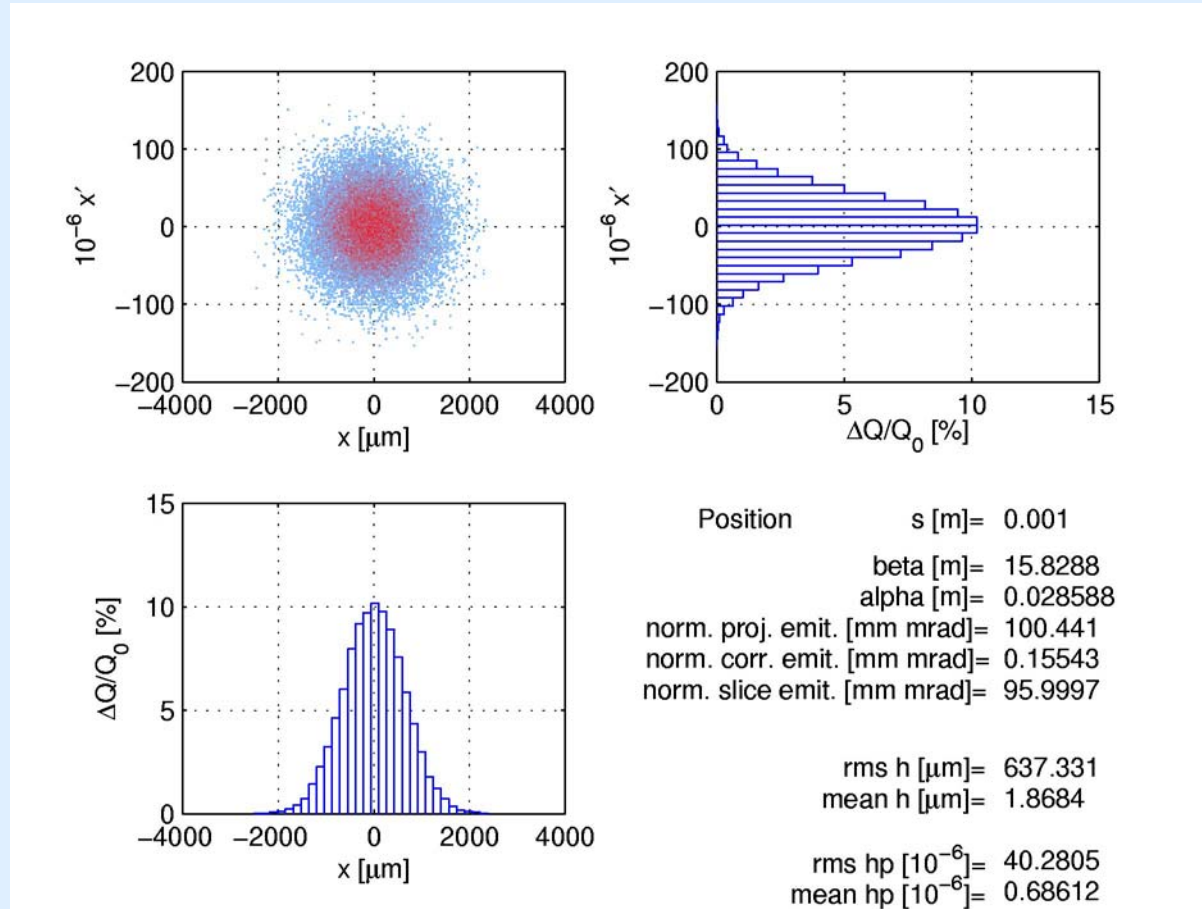 200
100
0
−100
−200
10⁻⁶ x′
−4000 −2000 0 2000 4000
x [μm]
200
100
0
−100
−200
10⁻⁶ x′
0 5 10 15
ΔQ/Q₀ [%]
15
10
5
0
ΔQ/Q₀ [%]
−4000 −2000 0 2000 4000
x [μm]
Position s [m]= 0.001
beta [m]= 15.8288
alpha [m]= 0.028588
norm. proj. emit. [mm mrad]= 100.441
norm. corr. emit. [mm mrad]= 0.15543
norm. slice emit. [mm mrad]= 95.9997
rms h [μm]= 637.331
mean h [μm]= 1.8684
rms hp [10⁻⁶]= 40.2805
mean hp [10⁻⁶]= 0.68612